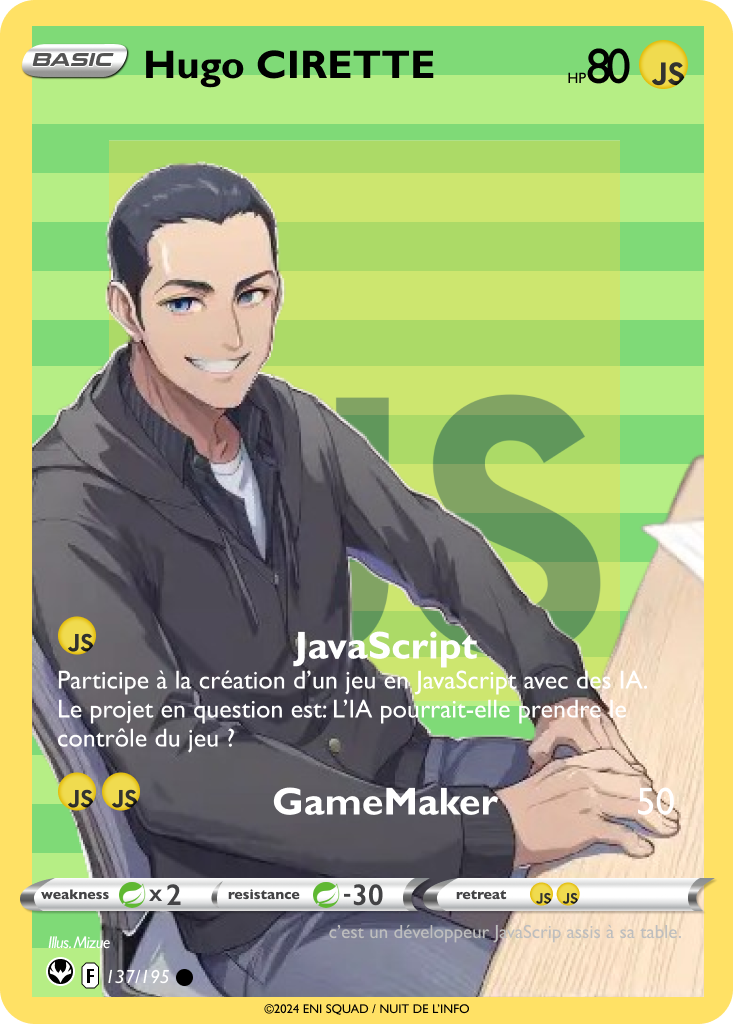 BASIC Hugo CIRETTE HP 80 JS
JS
JS JavaScript
Participe à la création d'un jeu en JavaScript avec des IA.
Le projet en question est: L'IA pourrait-elle prendre le
contrôle du jeu ?
JS JS GameMaker 50
weakness x 2 resistance -30 retreat JS JS
c'est un développeur JavaScrip assis à sa table.
Illus. Mizue
F 137/195
©2024 ENI SQUAD / NUIT DE L'INFO